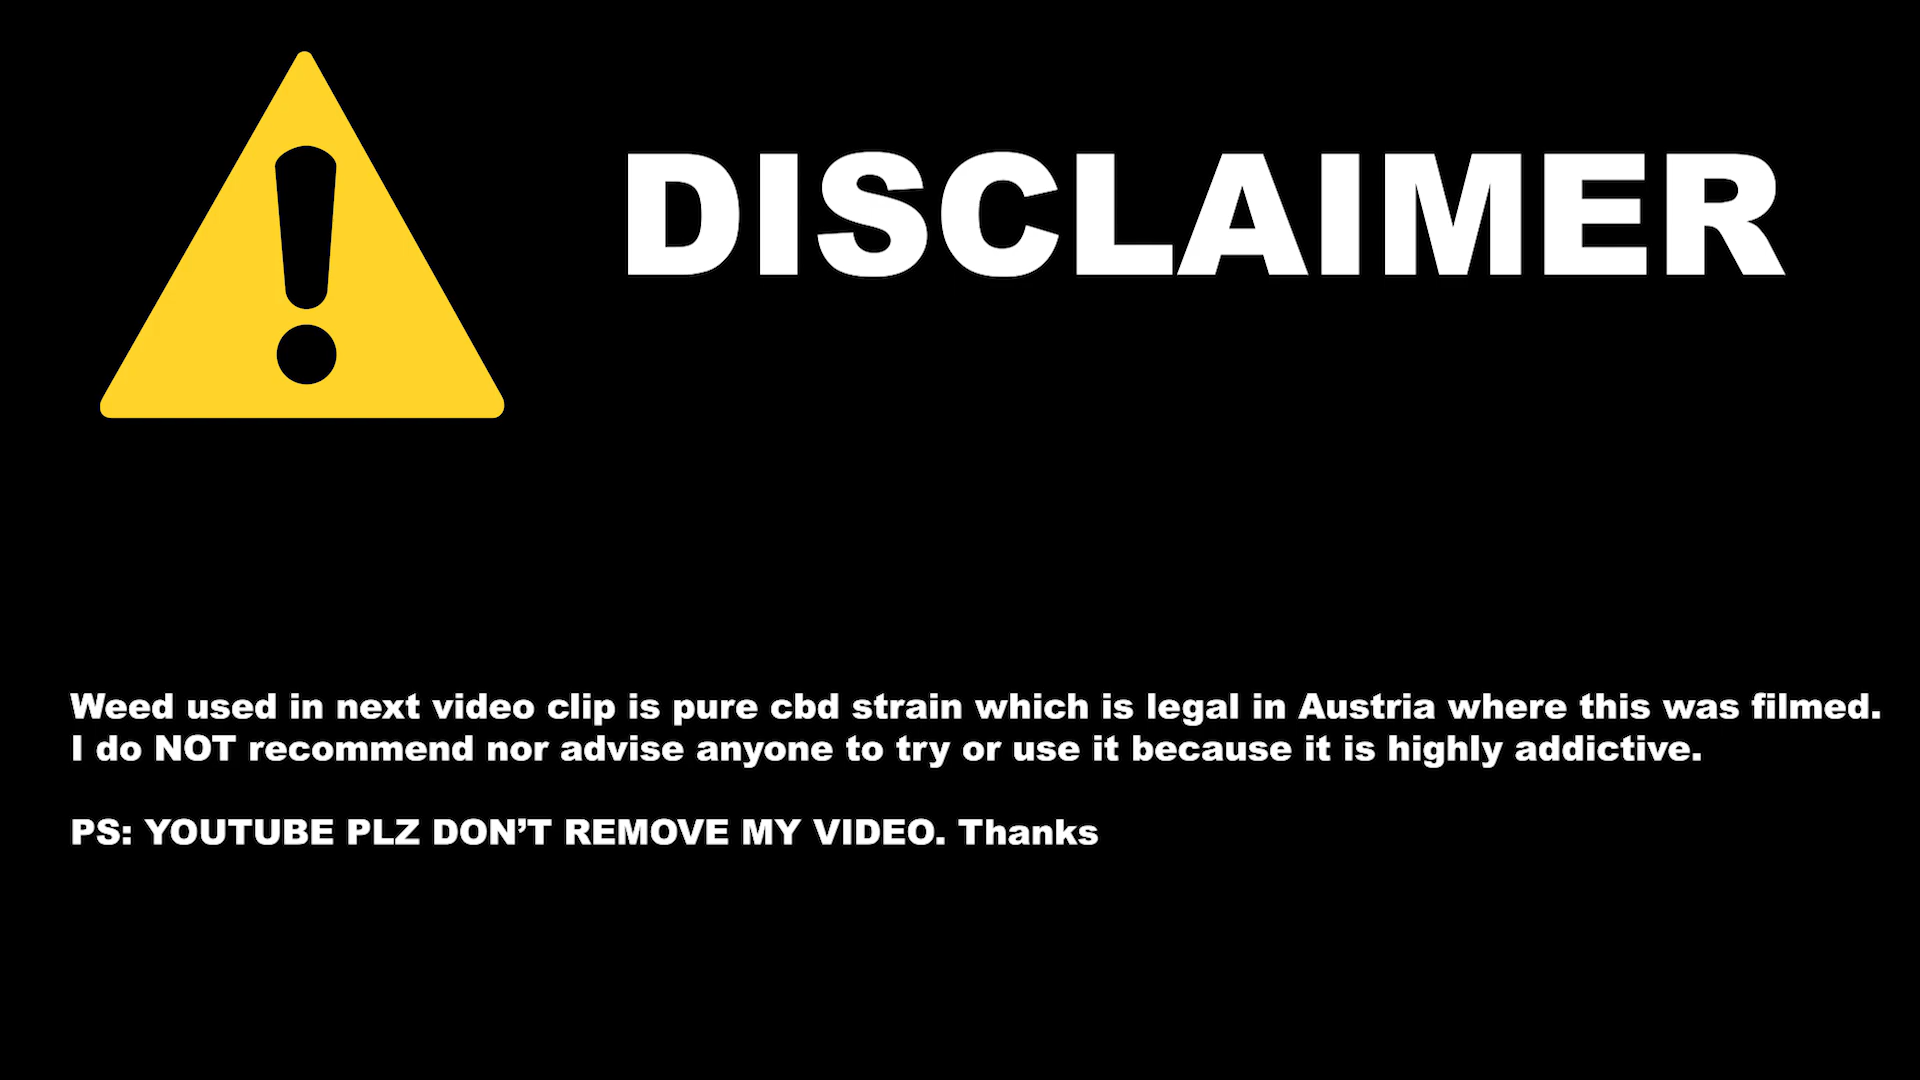 DISCLAIMER
Weed used in next video clip is pure cbd strain which is legal in Austria where this was filmed.
I do NOT recommend nor advise anyone to try or use it because it is highly addictive.
PS: YOUTUBE PLZ DON’T REMOVE MY VIDEO. Thanks